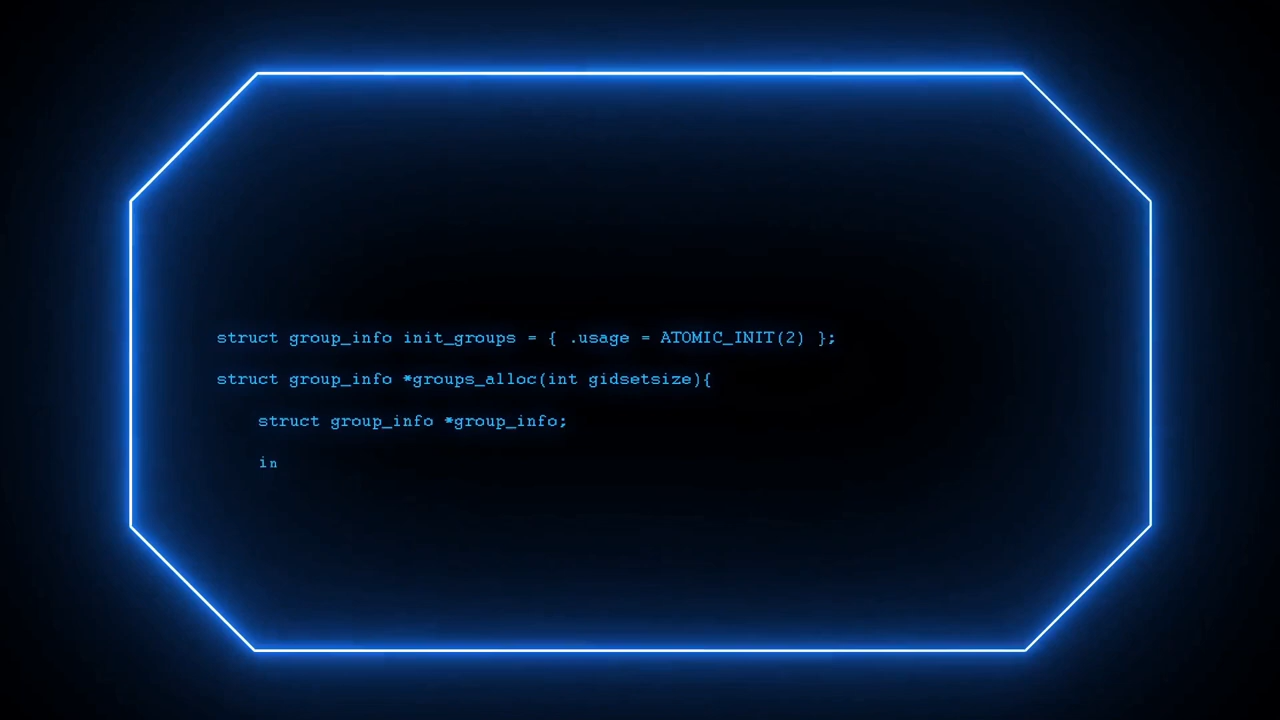 struct group_info init_groups = { .usage = ATOMIC_INIT(2) };
struct group_info *groups_alloc(int gidsetsize){
struct group_info *group_info;
in